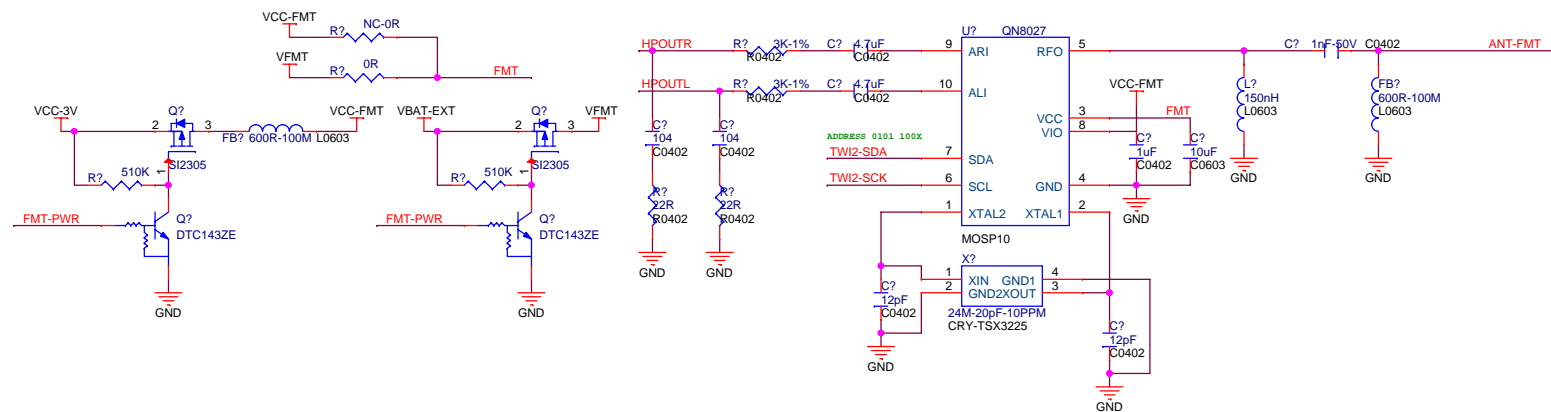 VCC-FMT
R?
NC-0R
VFMT
R?
0R
FMT
VCC-3V
Q?
2
3
1
SI2305
FB? 600R-100M L0603
VCC-FMT
R?
510K
FMT-PWR
Q?
DTC143ZE
GND
VBAT-EXT
Q?
2
3
1
SI2305
VFMT
R?
510K
FMT-PWR
Q?
DTC143ZE
GND
HPOUTR
R?
3K-1%
R0402
C?
4.7uF
C0402
HPOUTL
R?
3K-1%
R0402
C?
4.7uF
C0402
C?
104
C0402
C?
104
C0402
R?
22R
R0402
R?
22R
R0402
GND
GND
ADDRESS 0101 100X
TWI2-SDA
TWI2-SCK
U?
QN8027
9
ARI
RFO
5
10
ALI
VCC
3
VIO
8
7
SDA
6
SCL
GND
4
1
XTAL2
XTAL1
2
MOSP10
VCC-FMT
FMT
C?
1uF
C0402
C?
10uF
C0603
GND
X?
1
XIN
GND1
4
2
GND2
XOUT
3
24M-20pF-10PPM
CRY-TSX3225
C?
12pF
C0402
GND
C?
12pF
C0402
GND
L?
150nH
L0603
GND
C?
1nF-50V
C0402
ANT-FMT
FB?
600R-100M
L0603
GND